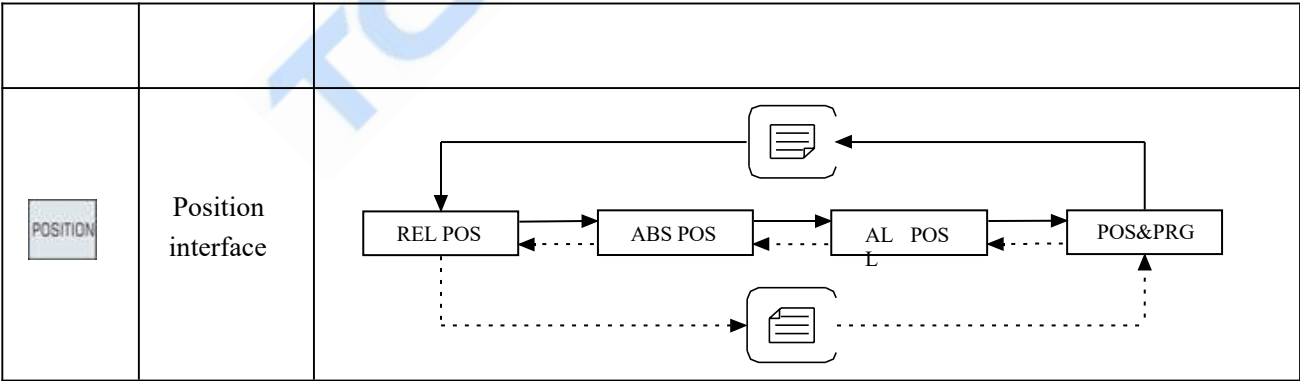 POSITION
Position
interface
REL POS
ABS POS
AL POS
L
POS&PRG